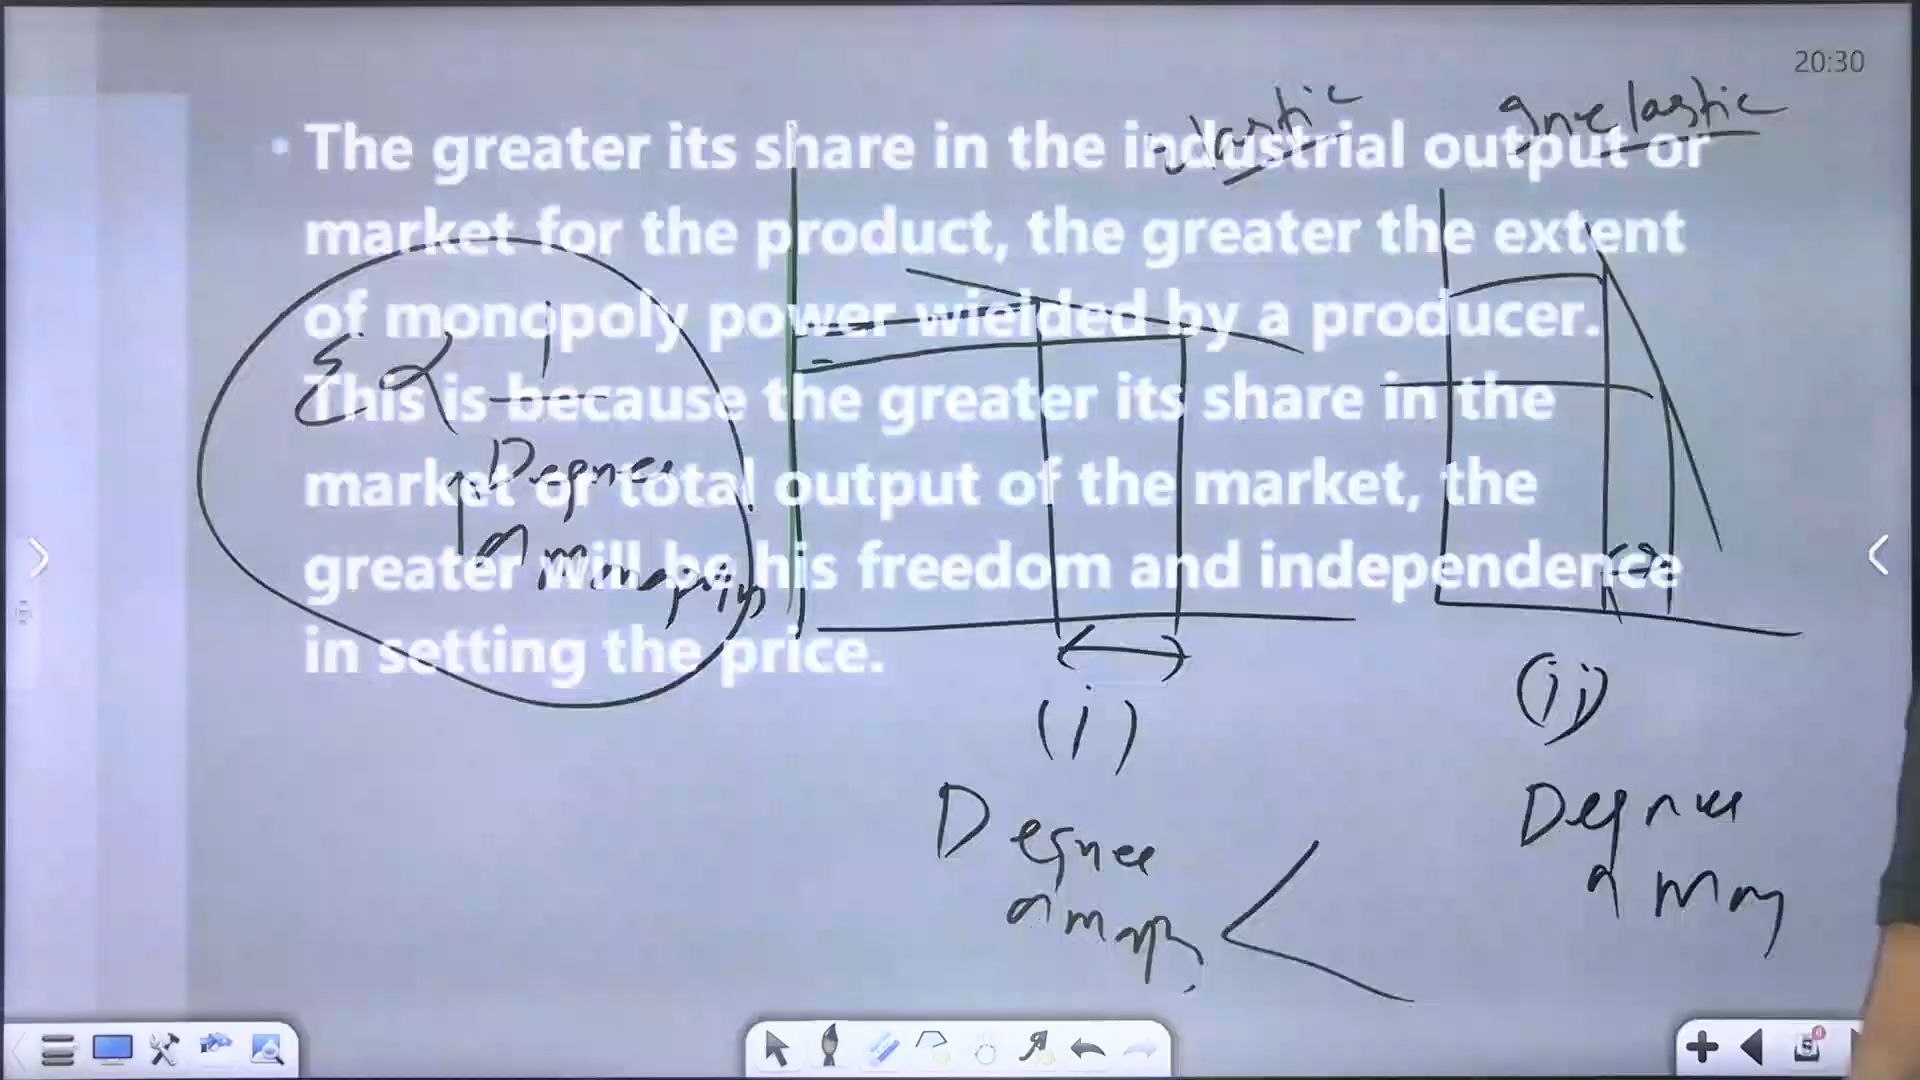 20:30
elastic
Inelastic
• The greater its share in the industrial output or
market for the product, the greater the extent
of monopoly power wielded by a producer.
This is because the greater its share in the
market or total output of the market, the
greater will be his freedom and independence
in setting the price.
ε ∝ 1
Degree
(i)
(ii)
Degree
<
Degree